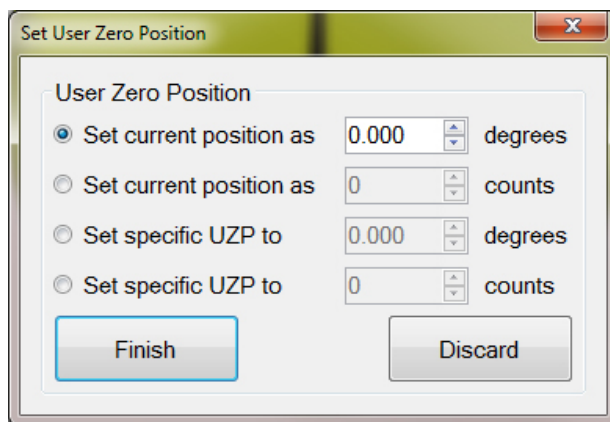 Set User Zero Position
User Zero Position
Set current position as 0.000 degrees
Set current position as 0 counts
Set specific UZP to 0.000 degrees
Set specific UZP to 0 counts
Finish Discard